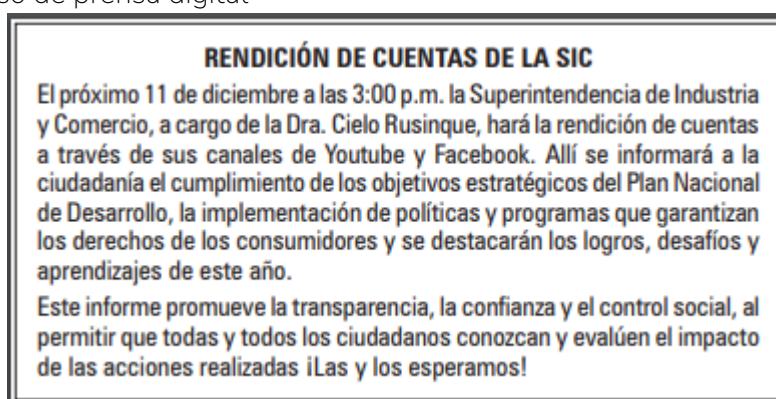 so de prensa digital
RENDICIÓN DE CUENTAS DE LA SIC
El próximo 11 de diciembre a las 3:00 p.m. la Superintendencia de Industria
y Comercio, a cargo de la Dra. Cielo Rusinque, hará la rendición de cuentas
a través de sus canales de Youtube y Facebook. Allí se informará a la
ciudadanía el cumplimiento de los objetivos estratégicos del Plan Nacional
de Desarrollo, la implementación de políticas y programas que garantizan
los derechos de los consumidores y se destacarán los logros, desafíos y
aprendizajes de este año.
Este informe promueve la transparencia, la confianza y el control social, al
permitir que todas y todos los ciudadanos conozcan y evalúen el impacto
de las acciones realizadas ¡Las y los esperamos!